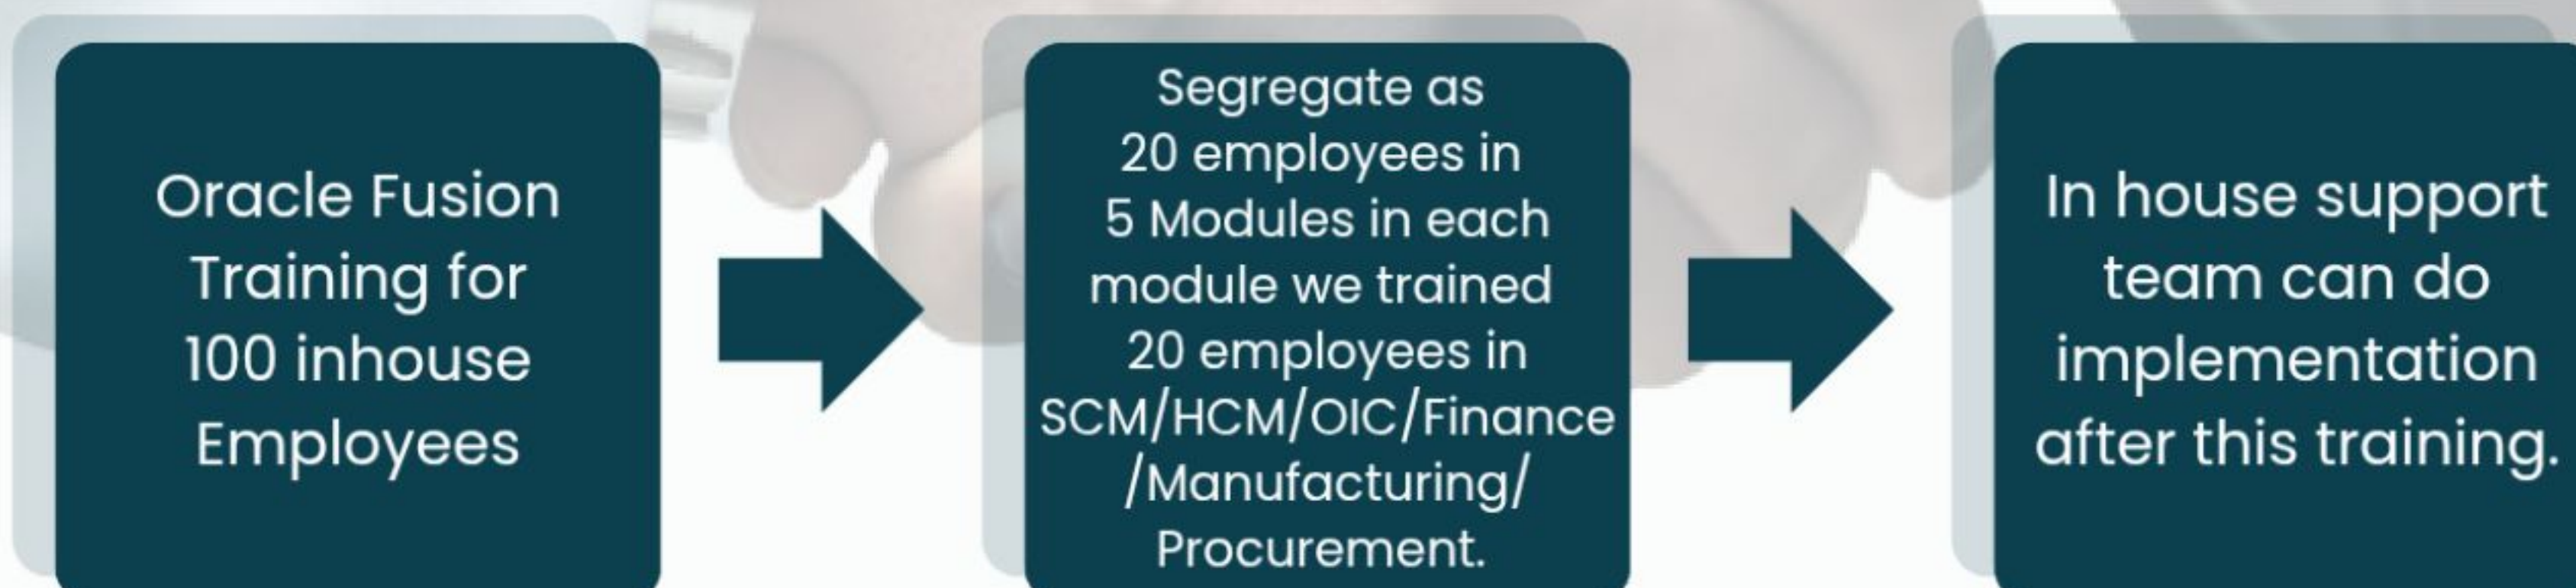 Oracle Fusion
Training for
100 inhouse
Employees
Segregate as
20 employees in
5 Modules in each
module we trained
20 employees in
SCM/HCM/OIC/Finance
/Manufacturing/
Procurement.
In house support
team can do
implementation
after this training.